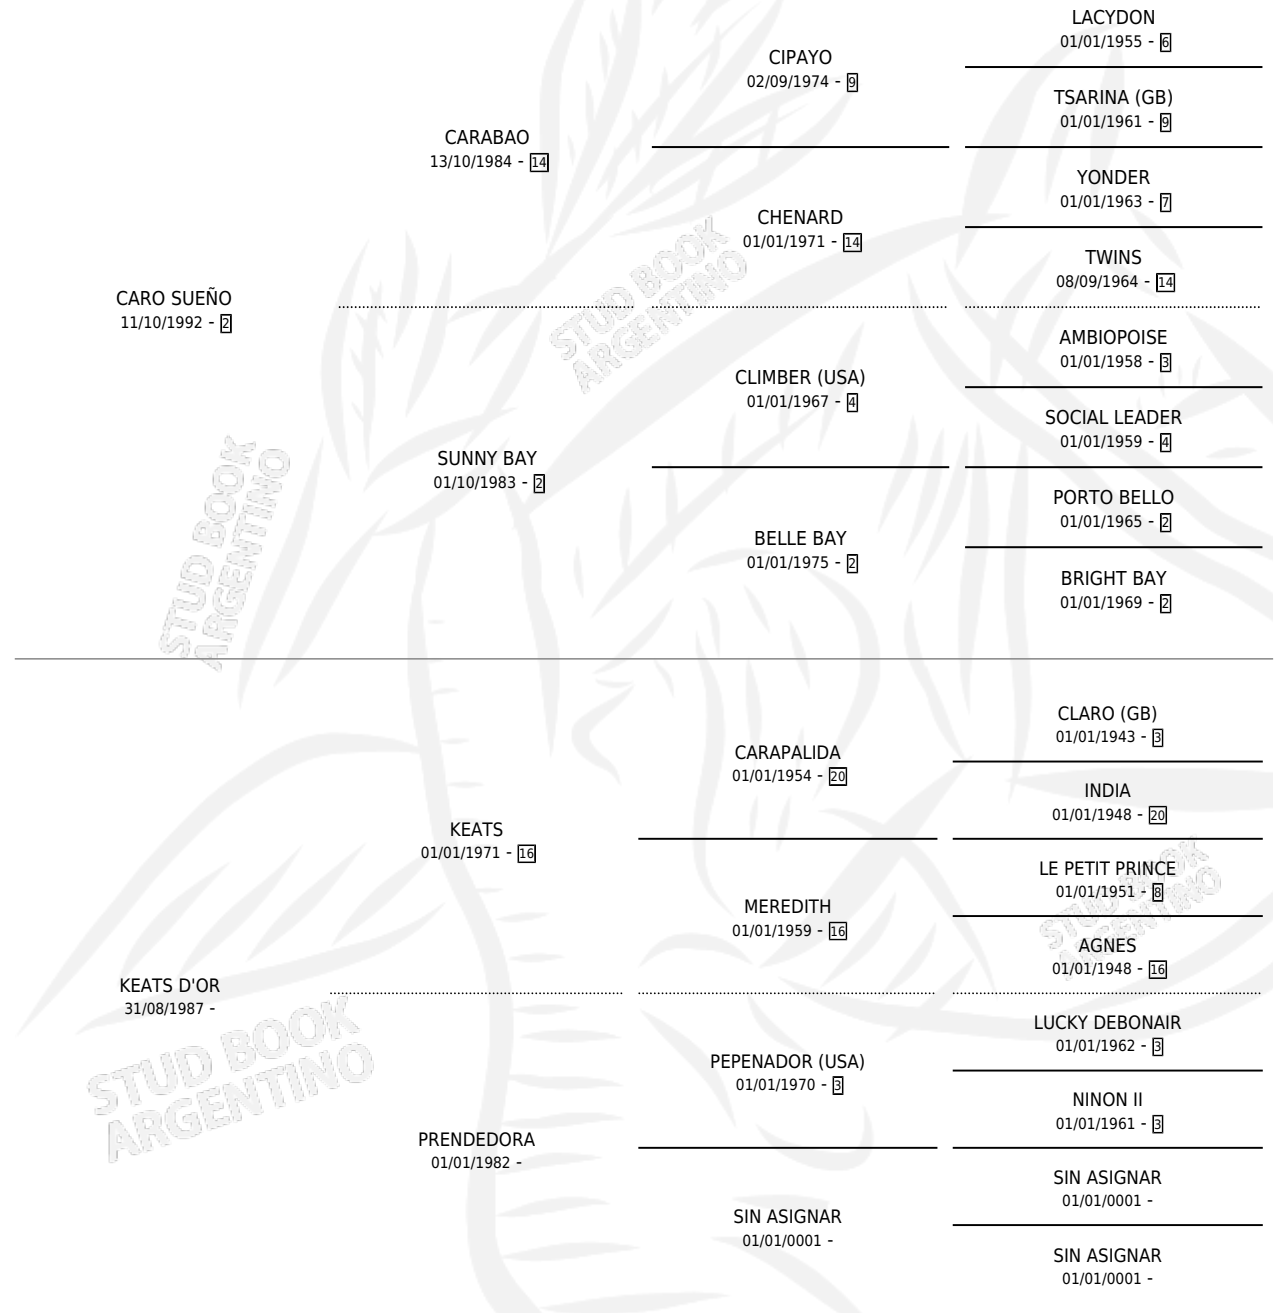 LACYDON
01/01/1955 - 6
CIPAYO
02/09/1974 - 9
TSARINA (GB)
01/01/1961 - 9
CARABAO
13/10/1984 - 14
YONDER
01/01/1963 - 7
CHENARD
01/01/1971 - 14
TWINS
08/09/1964 - 14
CARO SUEÑO
11/10/1992 - 2
AMBIOPOISE
01/01/1958 - 3
CLIMBER (USA)
01/01/1967 - 4
SOCIAL LEADER
01/01/1959 - 4
SUNNY BAY
01/10/1983 - 2
PORTO BELLO
01/01/1965 - 2
BELLE BAY
01/01/1975 - 2
BRIGHT BAY
01/01/1969 - 2
CLARO (GB)
01/01/1943 - 3
CARAPALIDA
01/01/1954 - 20
INDIA
01/01/1948 - 20
KEATS
01/01/1971 - 16
LE PETIT PRINCE
01/01/1951 - 8
MEREDITH
01/01/1959 - 16
AGNES
01/01/1948 - 16
KEATS D'OR
31/08/1987 -
LUCKY DEBONAIR
01/01/1962 - 3
PEPENADOR (USA)
01/01/1970 - 3
NINON II
01/01/1961 - 3
PRENDEDORA
01/01/1982 -
SIN ASIGNAR
01/01/0001 -
SIN ASIGNAR
01/01/0001 -
SIN ASIGNAR
01/01/0001 -
STUD BOOK
ARGENTINO
STUD BOOK
ARGENTINO
STUD BOOK
ARGENTINO
STUD BOOK
ARGENTINO